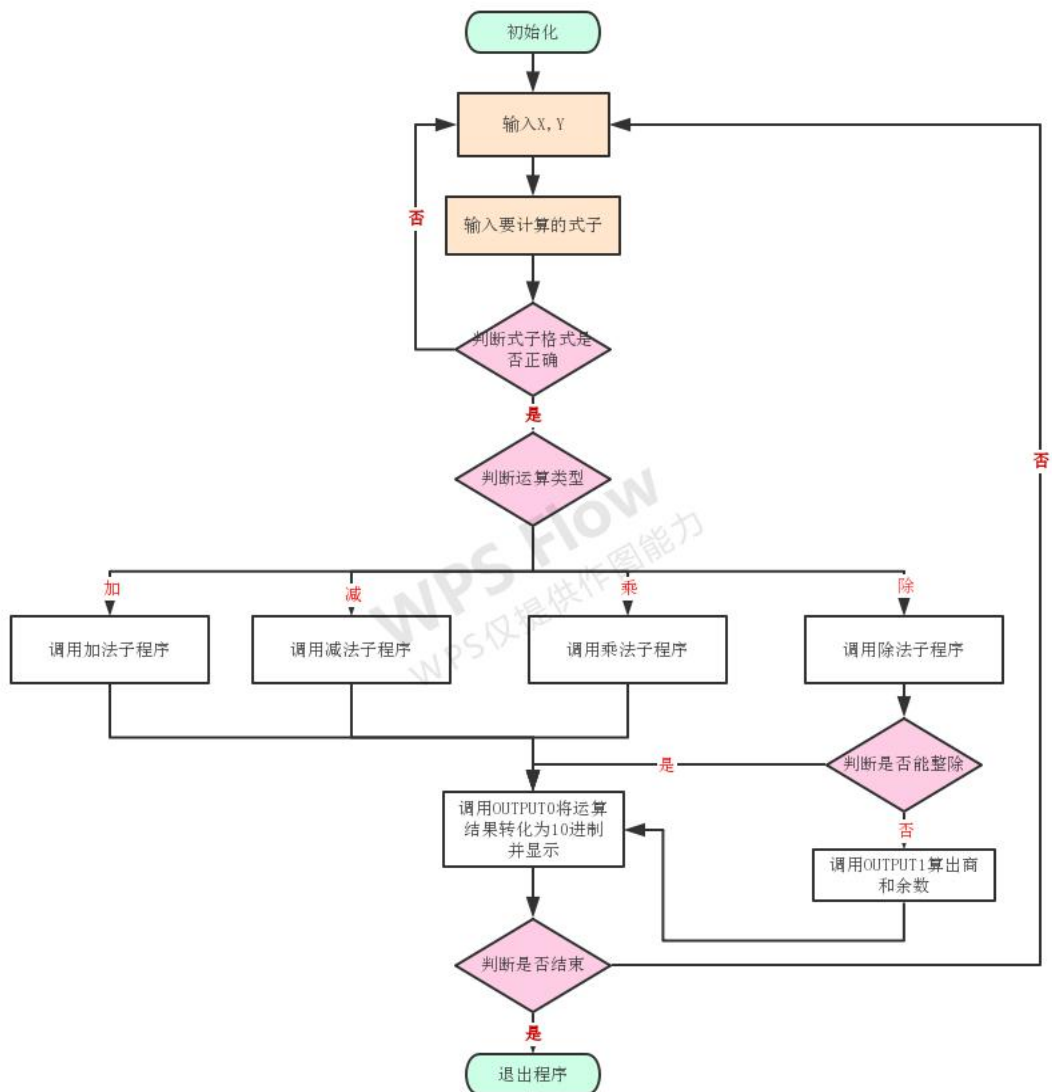 初始化
输入X,Y
否
输入要计算的式子
判断式子格式是
否正确
是
判断运算类型
否
WPS Flow
WPS仅提供作图能力
加
减
乘
除
调用加法子程序
调用减法子程序
调用乘法子程序
调用除法子程序
判断是否能整除
是
否
调用OUTPUT0将运算
结果转化为10进制
并显示
调用OUTPUT1算出商
和余数
判断是否结束
是
退出程序